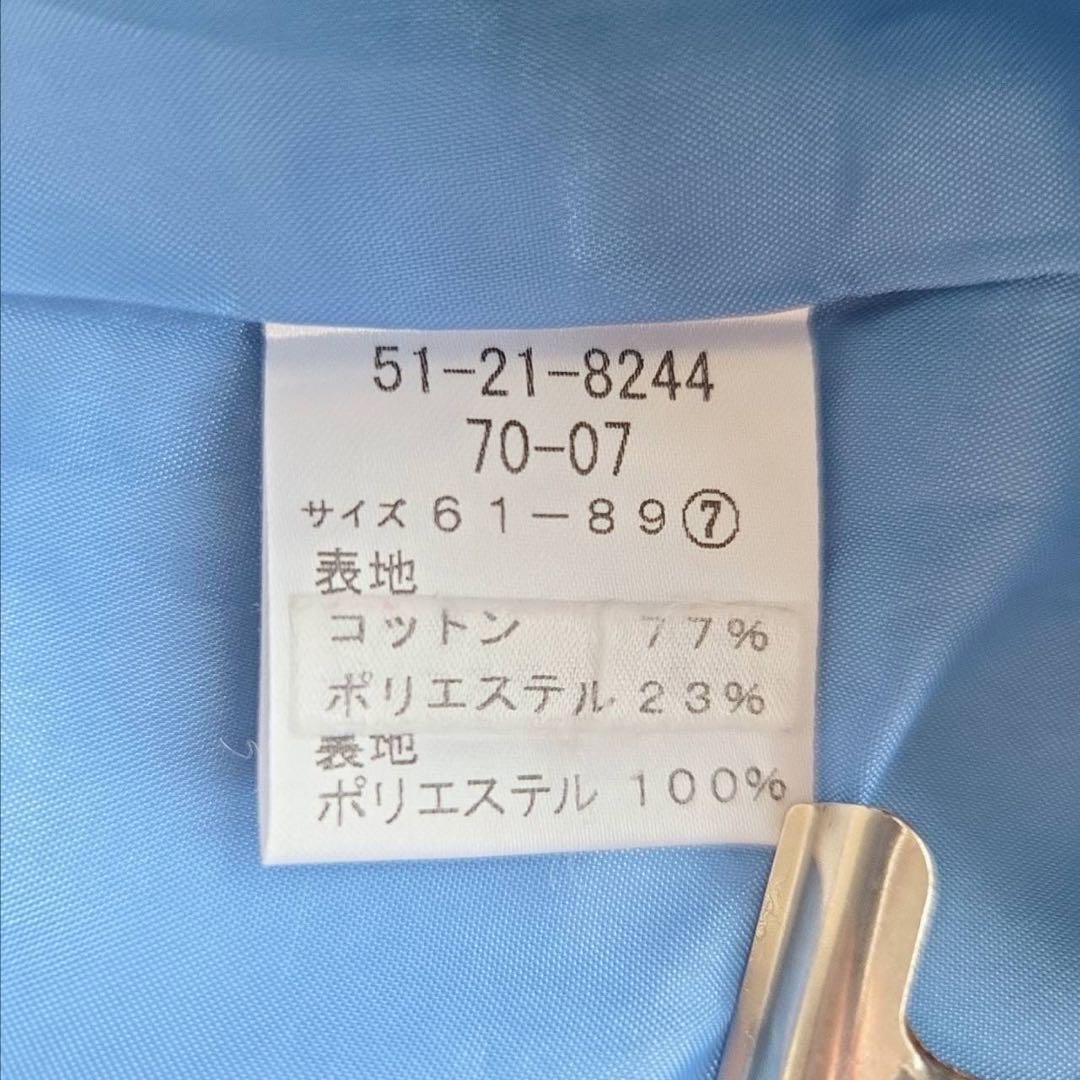 51-21-8244
70-07
サイズ 61-89⑦
表地
コットン 77%
ポリエステル 23%
表地
ポリエステル 100%